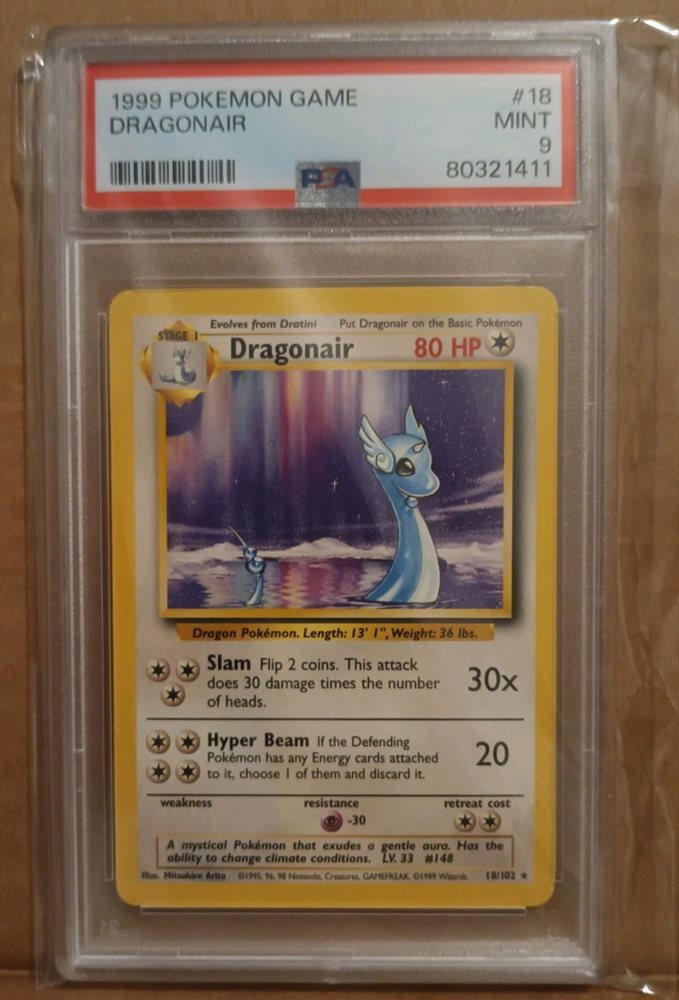 1999 POKEMON GAME #18
DRAGONAIR MINT
9
PSA 80321411
STAGE 1
Evolves from Dratini Put Dragonair on the Basic Pokémon
Dragonair 80 HP
Dragon Pokémon. Length: 13' 1", Weight: 36 lbs.
Slam Flip 2 coins. This attack
does 30 damage times the number
of heads.
30x
Hyper Beam If the Defending
Pokémon has any Energy cards attached
to it, choose 1 of them and discard it.
20
weakness resistance retreat cost
-30
A mystical Pokémon that exudes a gentle aura. Has the
ability to change climate conditions. LV. 33 #148
Illus. Mitsuhiro Arita ©1995, 96, 98 Nintendo, Creatures, GAMEFREAK. ©1999 Wizards. 18/102 ★